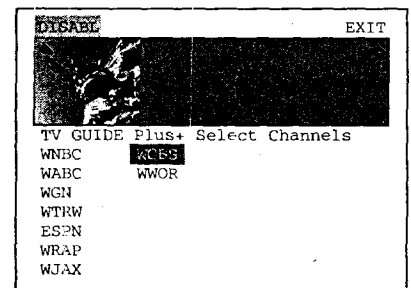 DISABL EXIT
TV GUIDE Plus+ Select Channels
WNBC WCBS
WABC WWOR
WGN
WTRW
ESPN
WRAP
WJAX